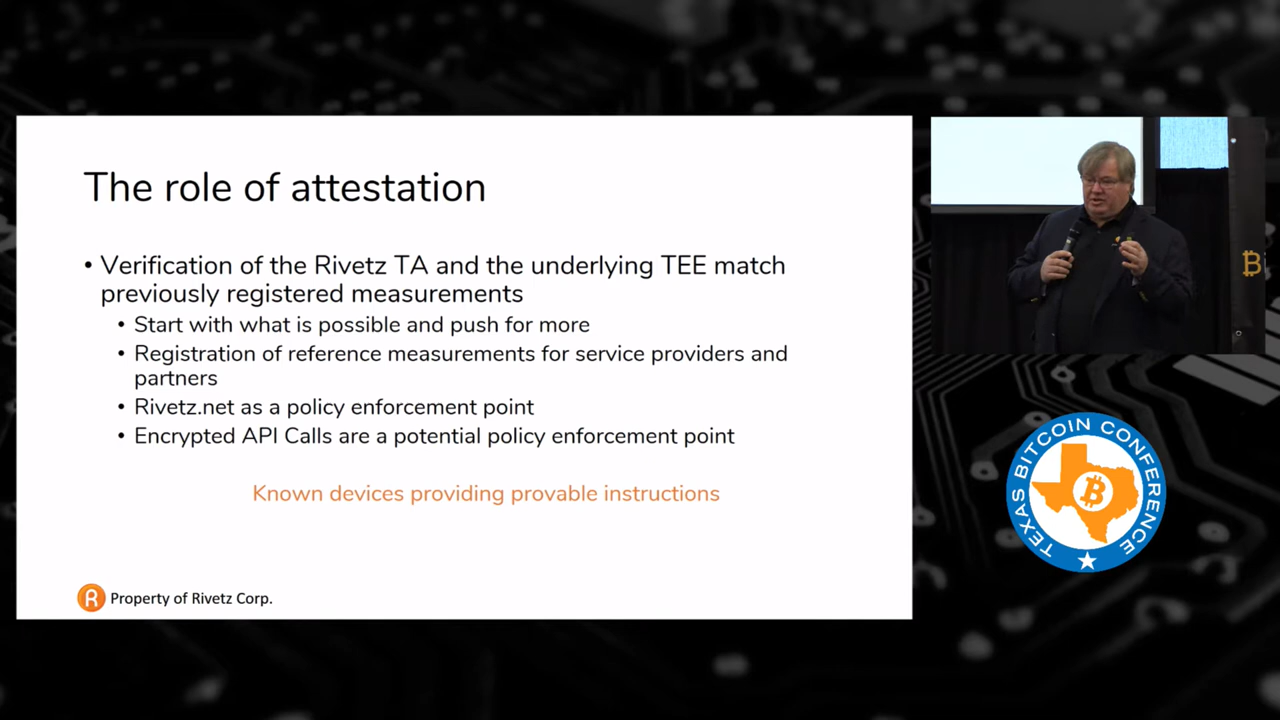 The role of attestation
• Verification of the Rivetz TA and the underlying TEE match
previously registered measurements
• Start with what is possible and push for more
• Registration of reference measurements for service providers and
partners
• Rivetz.net as a policy enforcement point
• Encrypted API Calls are a potential policy enforcement point
Known devices providing provable instructions
R Property of Rivetz Corp.
TEXAS BITCOIN CONFERENCE